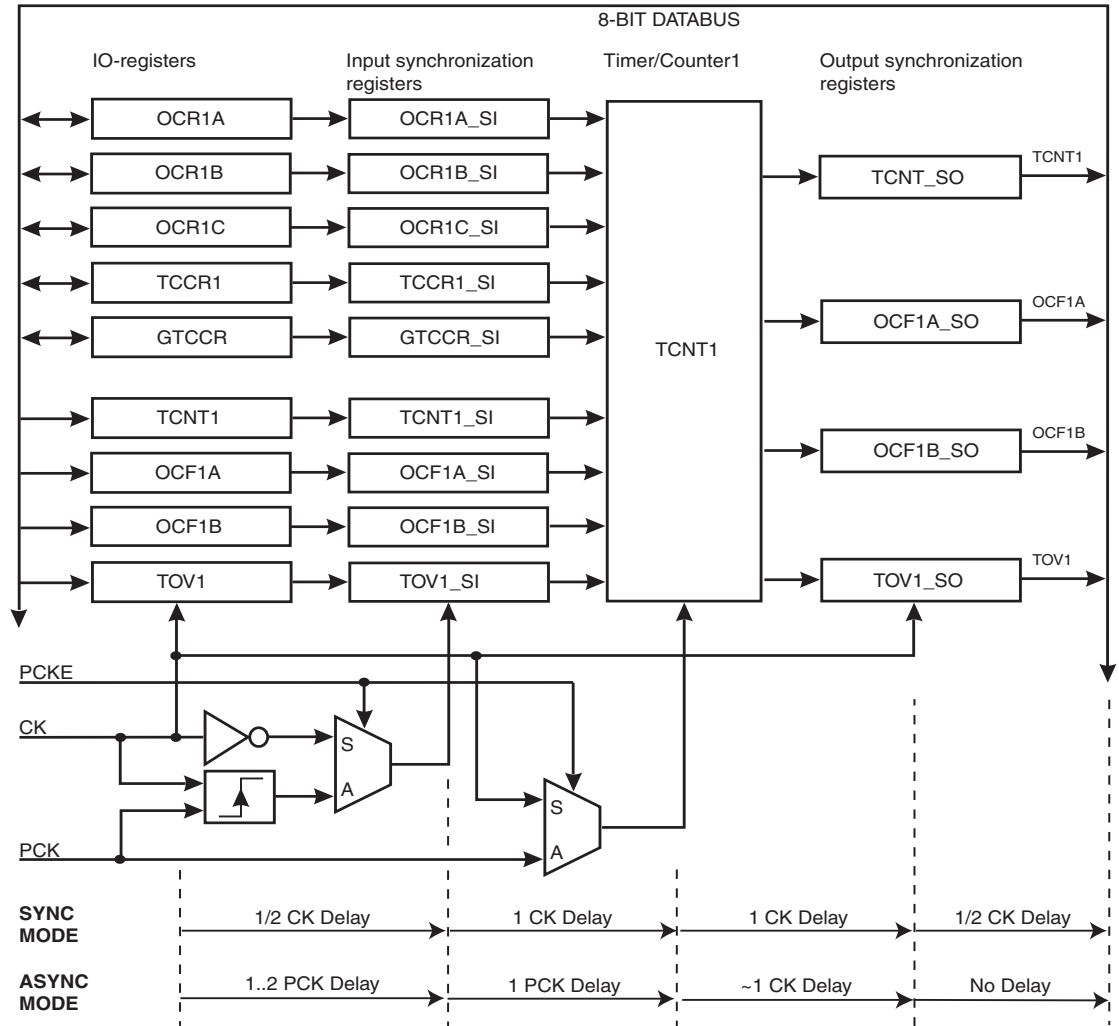 8-BIT DATABUS
IO-registers
Input synchronization
registers
Timer/Counter1
Output synchronization
registers
OCR1A
OCR1A_SI
OCR1B
OCR1B_SI
OCR1C
OCR1C_SI
TCCR1
TCCR1_SI
GTCCR
GTCCR_SI
TCNT1
TCNT1_SI
OCF1A
OCF1A_SI
OCF1B
OCF1B_SI
TOV1
TOV1_SI
TCNT1
TCNT_SO
TCNT1
OCF1A_SO
OCF1A
OCF1B_SO
OCF1B
TOV1_SO
TOV1
PCKE
CK
S
A
S
A
PCK
SYNC
MODE
1/2 CK Delay
1 CK Delay
1 CK Delay
1/2 CK Delay
ASYNC
MODE
1..2 PCK Delay
1 PCK Delay
~1 CK Delay
No Delay